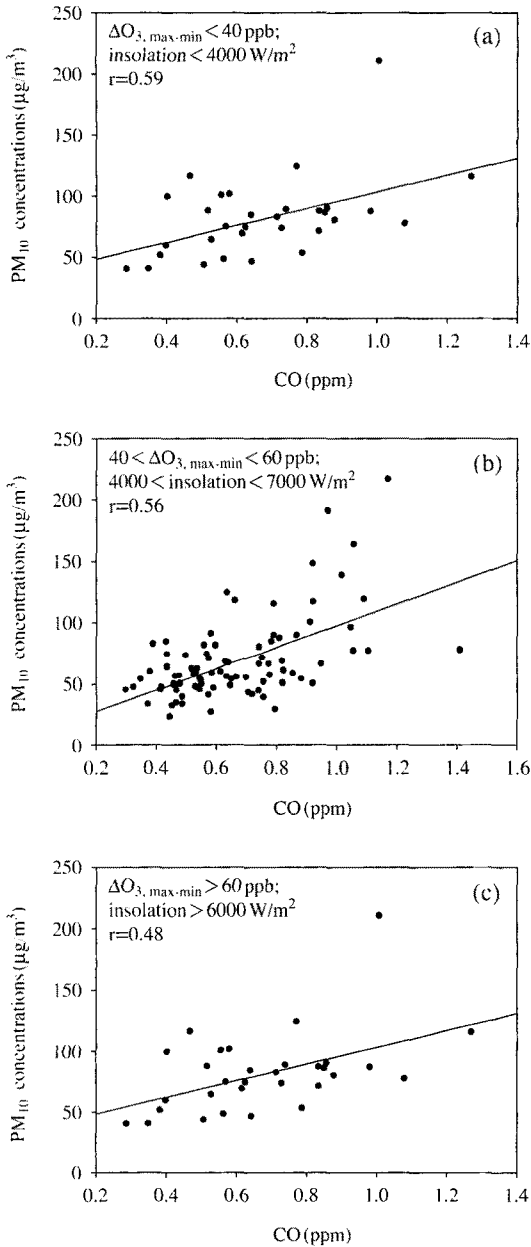 ΔO3, max-min < 40 ppb;
insolation < 4000 W/m2
r=0.59
(a)
250
200
150
100
50
0
PM10 concentrations (μg/m3)
0.2 0.4 0.6 0.8 1.0 1.2 1.4
CO (ppm)
40 < ΔO3, max-min < 60 ppb;
4000 < insolation < 7000 W/m2
r=0.56
(b)
250
200
150
100
50
0
PM10 concentrations (μg/m3)
0.2 0.4 0.6 0.8 1.0 1.2 1.4 1.6
CO (ppm)
ΔO3, max-min > 60 ppb;
insolation > 6000 W/m2
r=0.48
(c)
250
200
150
100
50
0
PM10 concentrations (μg/m3)
0.2 0.4 0.6 0.8 1.0 1.2 1.4
CO (ppm)